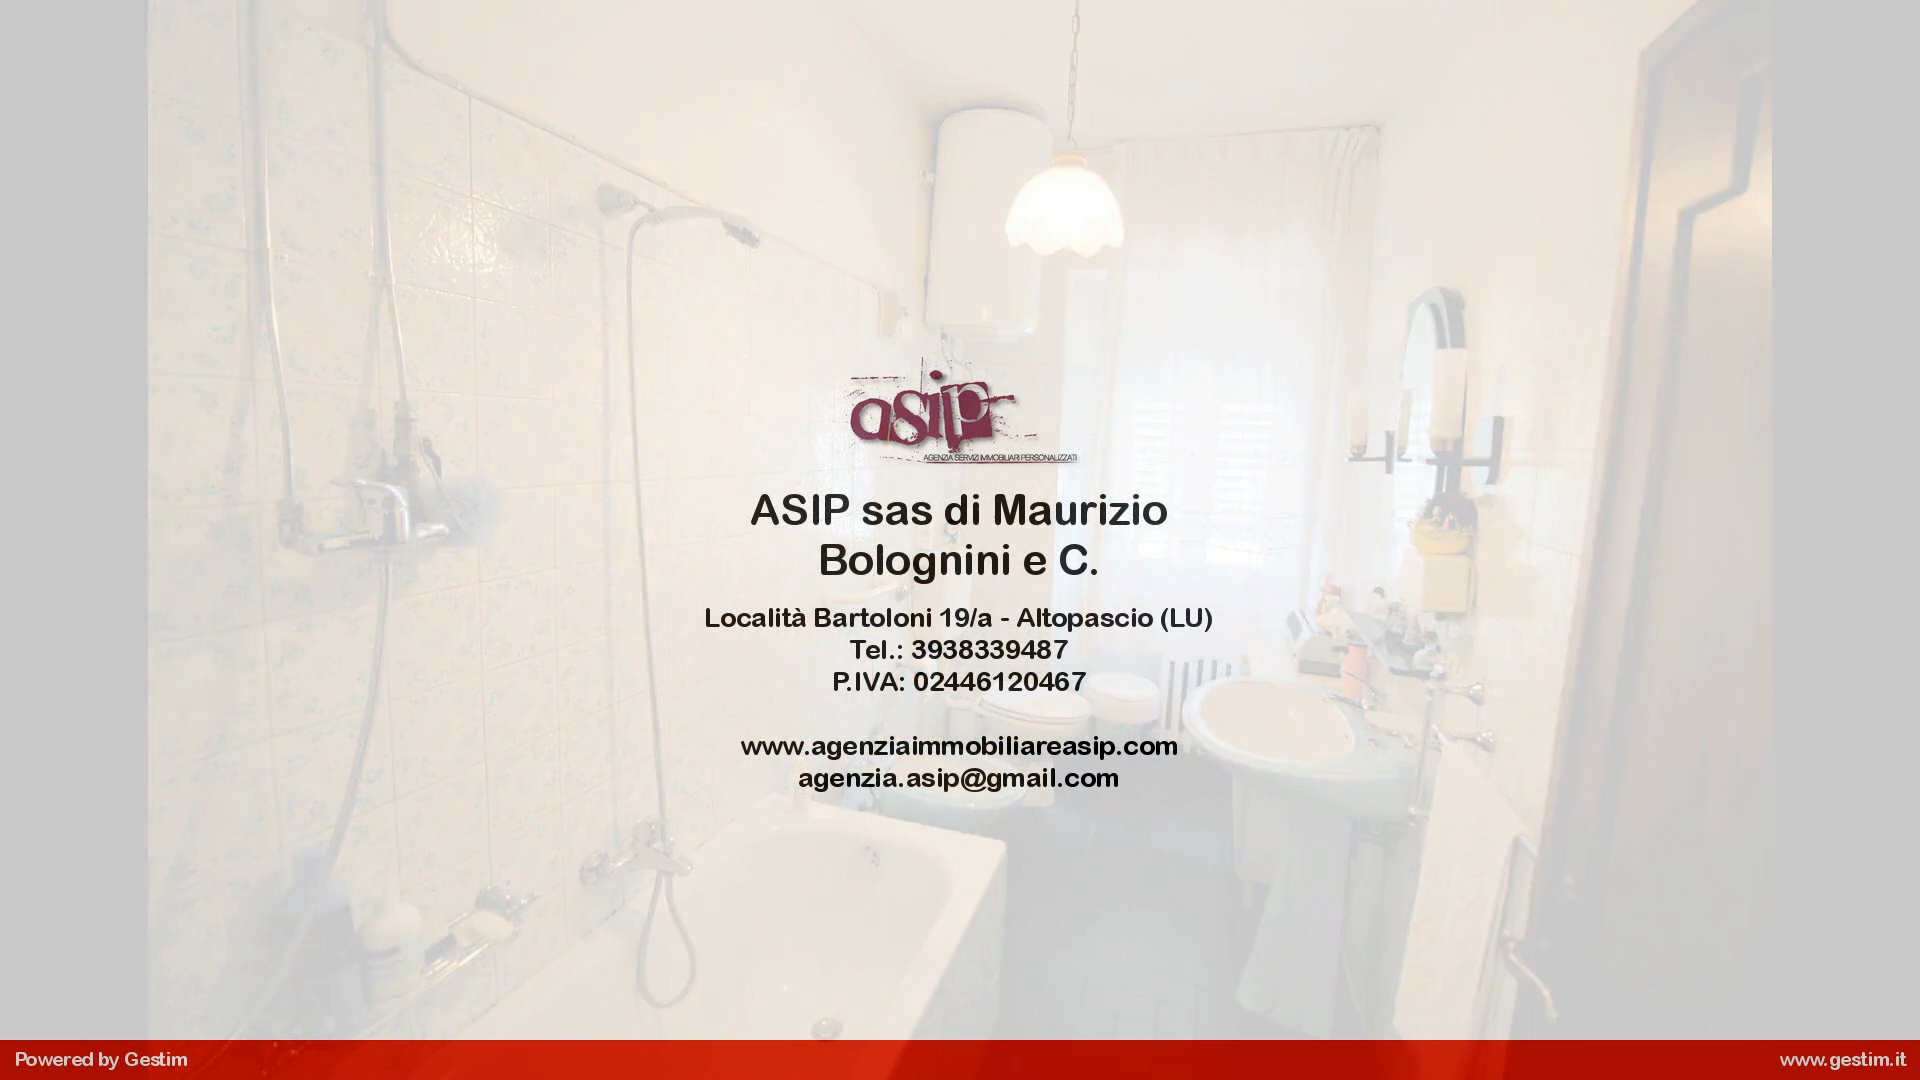 asip
AGENZIA SERVIZI IMMOBILIARI PERSONALIZZATI
ASIP sas di Maurizio
Bolognini e C.
Località Bartoloni 19/a - Altopascio (LU)
Tel.: 3938339487
P.IVA: 02446120467
www.agenziaimmobiliareasip.com
agenzia.asip@gmail.com
Powered by Gestim
www.gestim.it